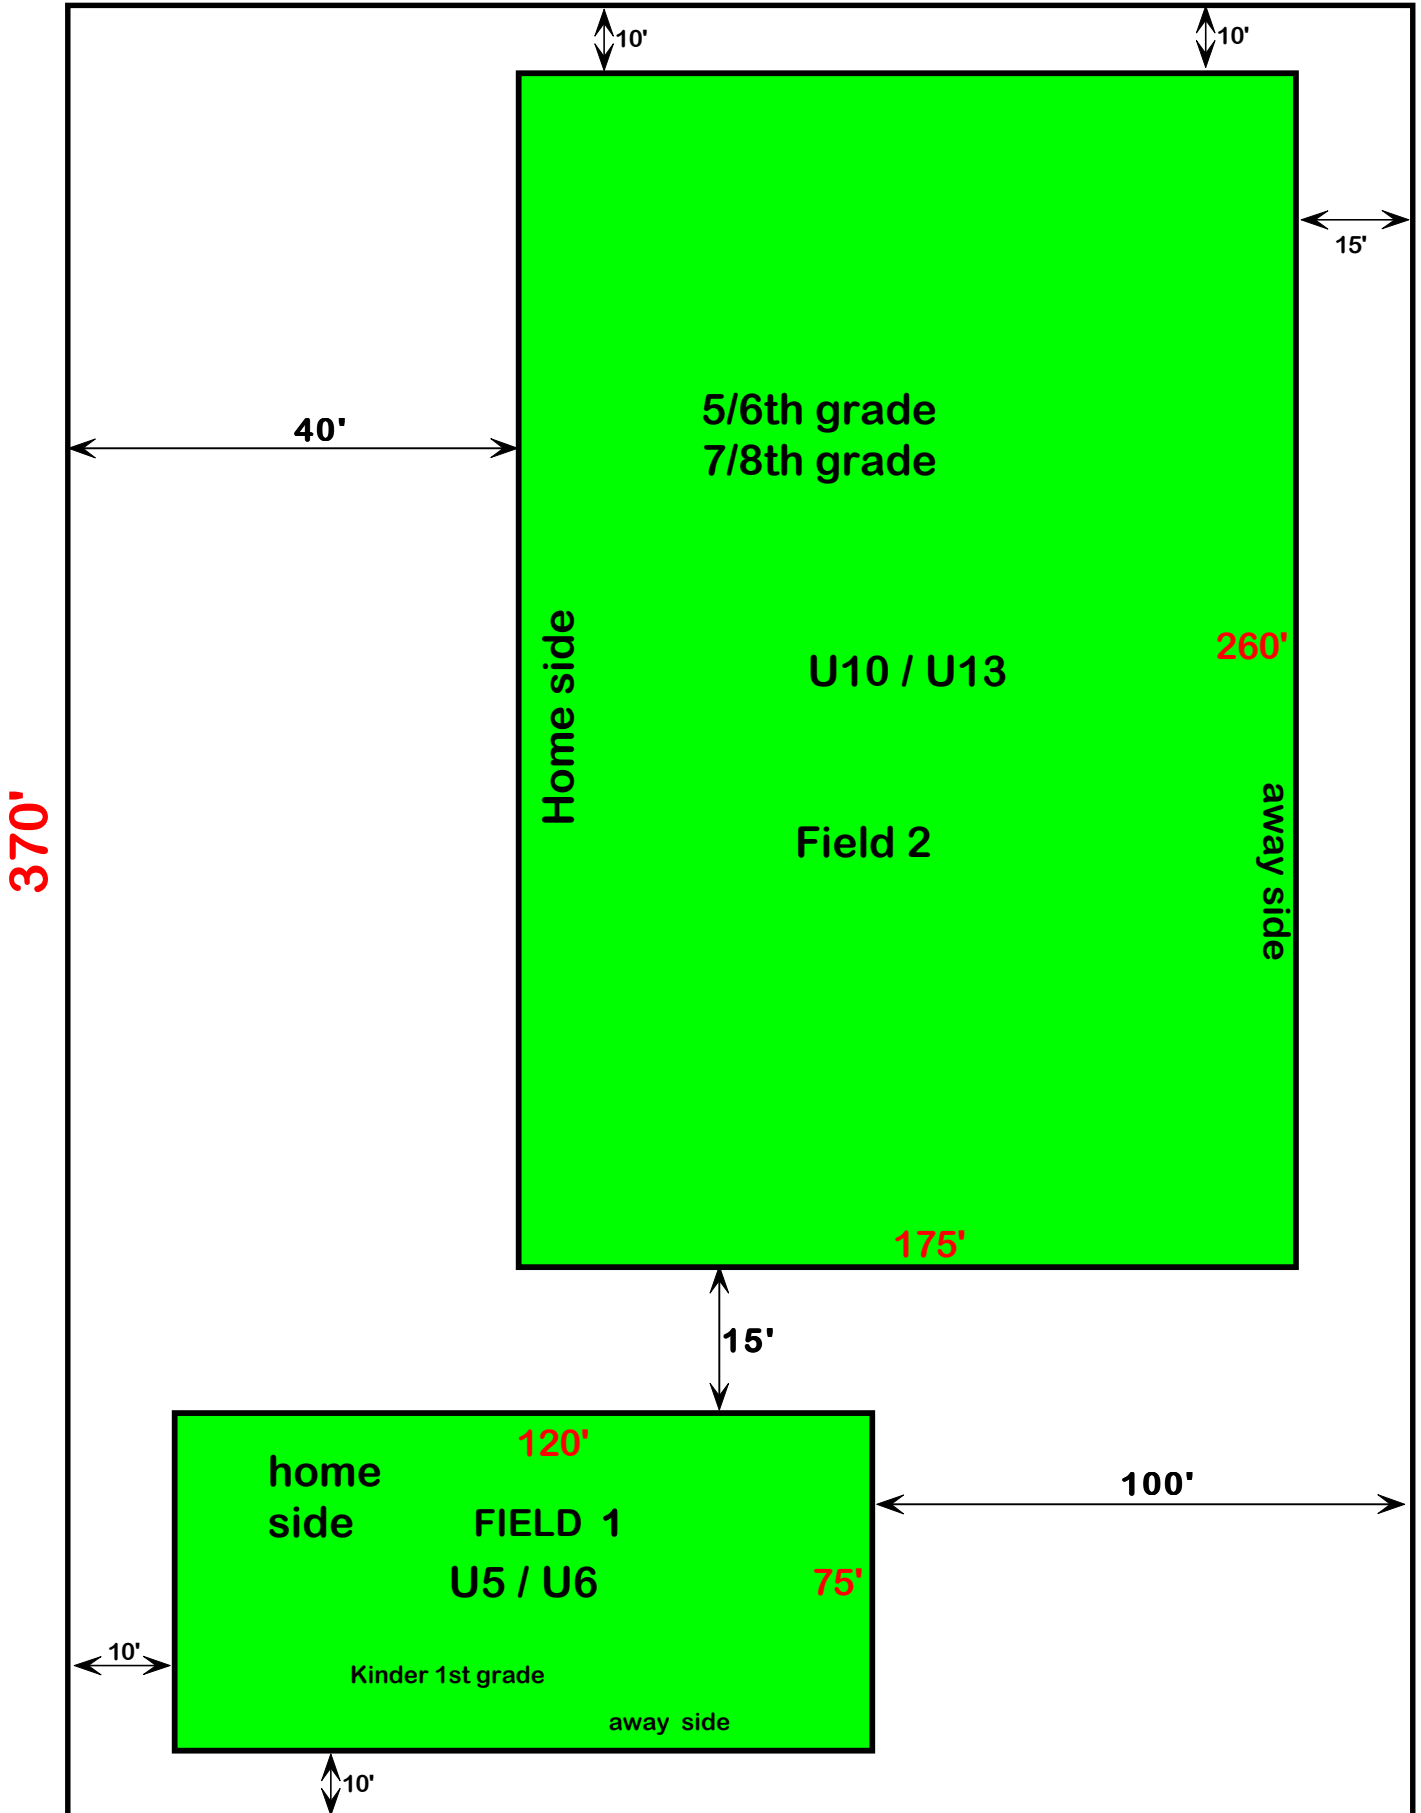 10'
10'
15'
40'
5/6th grade
7/8th grade
Home side
U10 / U13
260'
370'
Field 2
away side
175'
15'
120'
home
side
FIELD 1
100'
U5 / U6
75'
10'
Kinder 1st grade
away side
10'